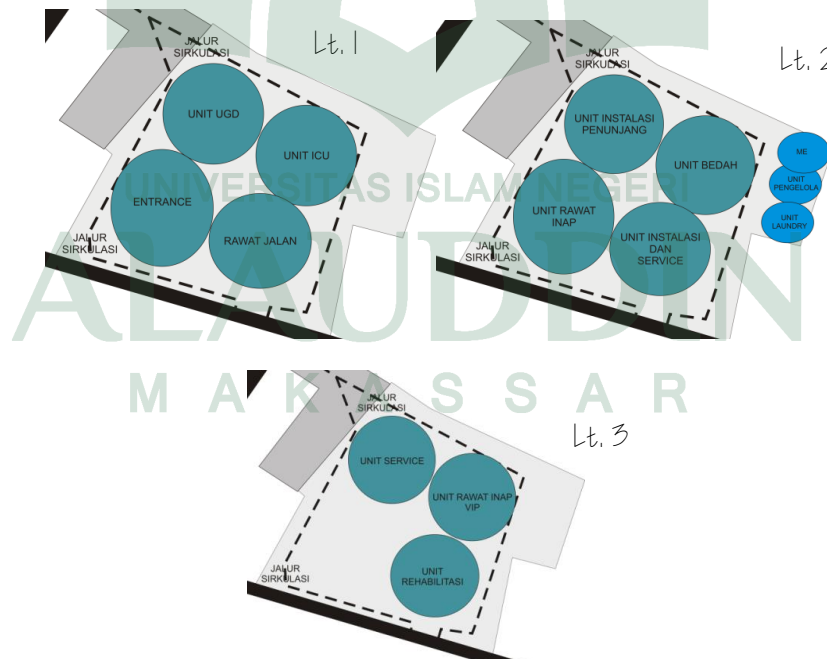 Lt. 1
JALUR
SIRKULASI
UNIT UGD
UNIT ICU
ENTRANCE
RAWAT JALAN
JALUR
SIRKULASI
Lt. 2
JALUR
SIRKULASI
UNIT INSTALASI
PENUNJANG
UNIT BEDAH
ME
UNIT
PENGELOLA
UNIT
LAUNDRY
UNIT RAWAT
INAP
UNIT INSTALASI
DAN
SERVICE
JALUR
SIRKULASI
UNIVERSITAS ISLAM NEGERI
ALAUDDIN
MAKASSAR
Lt. 3
JALUR
SIRKULASI
UNIT SERVICE
UNIT RAWAT INAP
VIP
UNIT
REHABILITASI
JALUR
SIRKULASI